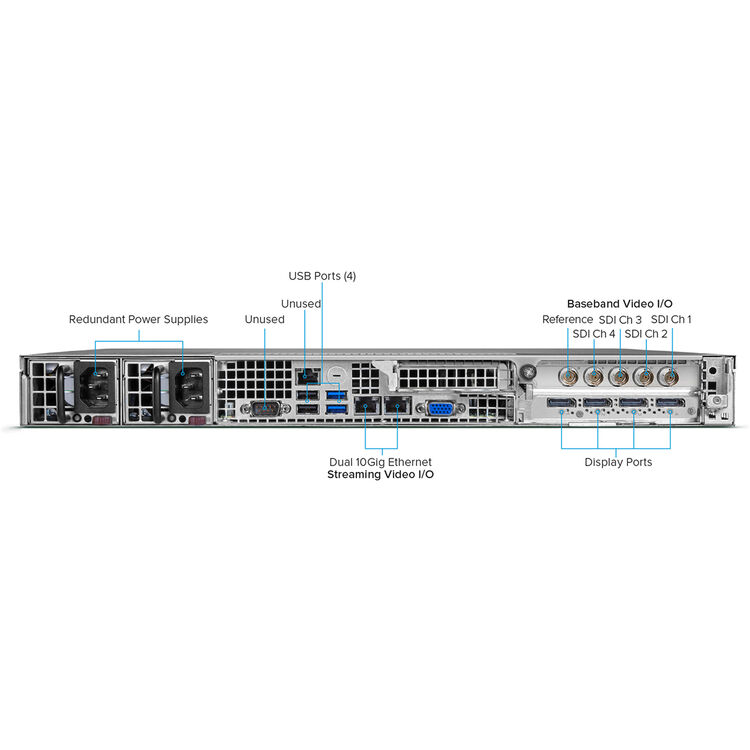 USB Ports (4)
Unused
Baseband Video I/O
Redundant Power Supplies
Unused
Reference
SDI Ch 3
SDI Ch 1
SDI Ch 4
SDI Ch 2
Dual 10Gig Ethernet
Streaming Video I/O
Display Ports